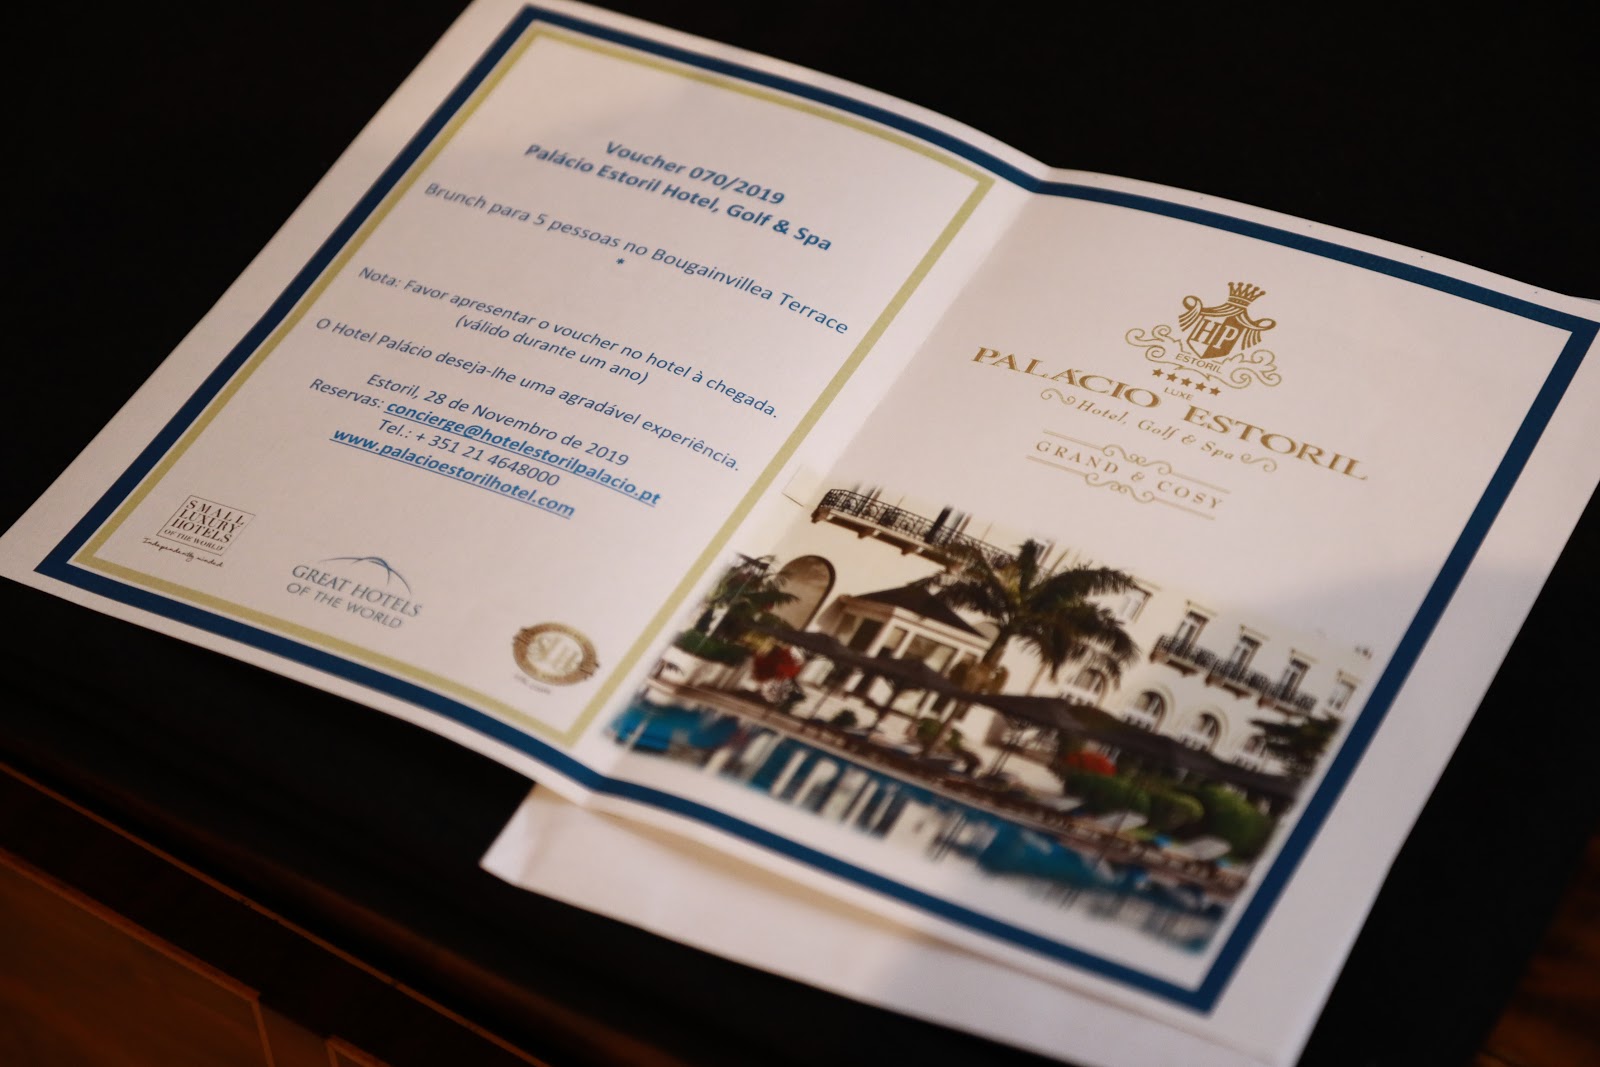 Voucher 070/2019
Palácio Estoril Hotel, Golf & Spa
Brunch para 5 pessoas no Bougainvillea Terrace
*
Nota: Favor apresentar o voucher no hotel à chegada.
(válido durante um ano)
O Hotel Palácio deseja-lhe uma agradável experiência.
Estoril, 28 de Novembro de 2019
Reservas: concierge@hotelestorilpalacio.pt
Tel.: + 351 21 4648000
www.palacioestorilhotel.com
SMALL
LUXURY
HOTELS
OF THE WORLD
Independently minded
GREAT HOTELS
OF THE WORLD
HP
ESTORIL
★★★★★
LUXE
PALÁCIO ESTORIL
Hotel, Golf & Spa
GRAND & COSY